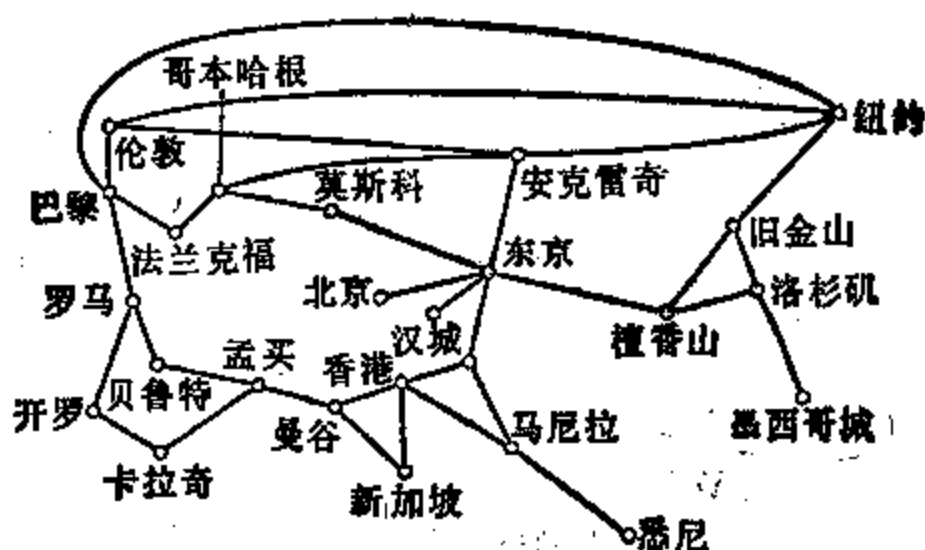 哥本哈根
纽约
伦敦
安克雷奇
莫斯科
巴黎
法兰克福
旧金山
东京
洛杉矶
罗马
北京
檀香山
汉城
香港
孟买
贝鲁特
开罗
墨西哥城
马尼拉
曼谷
卡拉奇
新加坡
悉尼